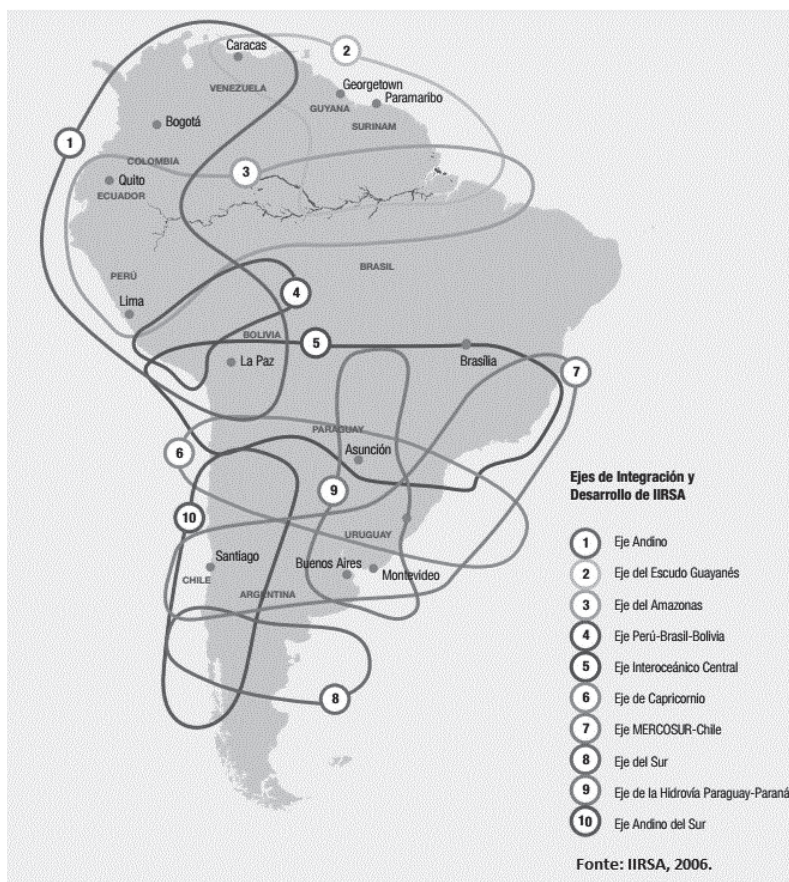 Caracas
2
VENEZUELA
Georgetown
GUYANA
Paramaribo
SURINAM
1
Bogotá
COLOMBIA
3
Quito
ECUADOR
PERÚ
BRASIL
Lima
4
BOLIVIA
5
La Paz
Brasília
7
PARAGUAY
6
Asunción
9
10
URUGUAY
Santiago
Buenos Aires
Montevideo
CHILE
ARGENTINA
8
Ejes de Integración y
Desarrollo de IIRSA
1 Eje Andino
2 Eje del Escudo Guayanés
3 Eje del Amazonas
4 Eje Perú-Brasil-Bolivia
5 Eje Interoceánico Central
6 Eje de Capricornio
7 Eje MERCOSUR-Chile
8 Eje del Sur
9 Eje de la Hidrovía Paraguay-Paraná
10 Eje Andino del Sur
Fonte: IIRSA, 2006.